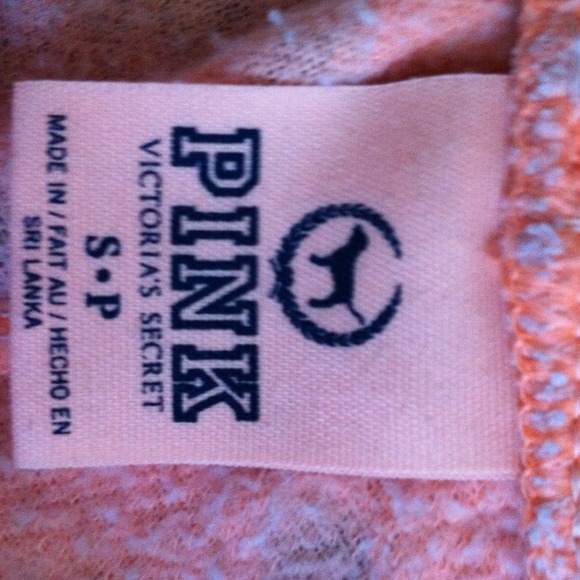 PINK
VICTORIA'S SECRET
S•P
MADE IN / FAIT AU / HECHO EN
SRI LANKA